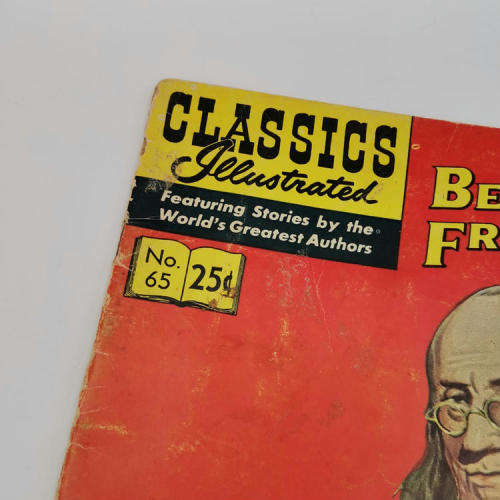 CLASSICS
Illustrated
Featuring Stories by the
World's Greatest Authors
No.
65
25¢
BE
FR